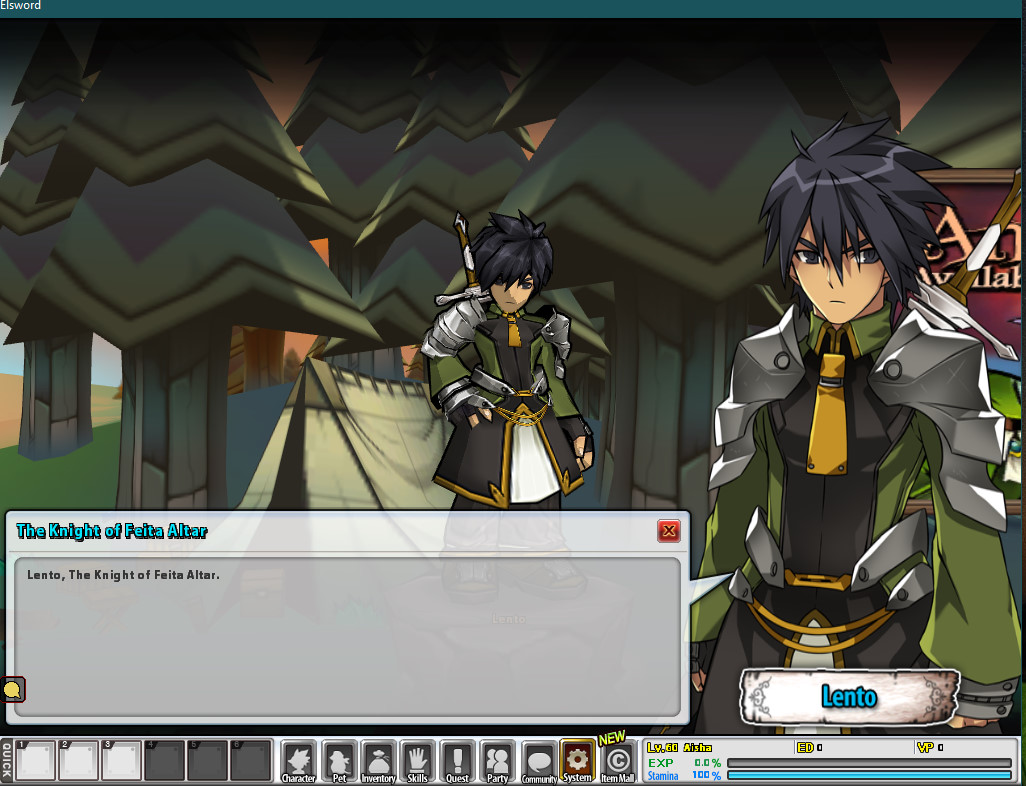 Elsword
The Knight of Feita Altar
Lento, The Knight of Feita Altar.
Lento
Lento
QUICK
1 2 3 4 5 6
Character Pet Inventory Skills Quest Party Community System Item Mall
NEW
Lv.60 Aisha ED 0 VP 0
EXP 0.0%
Stamina 100%